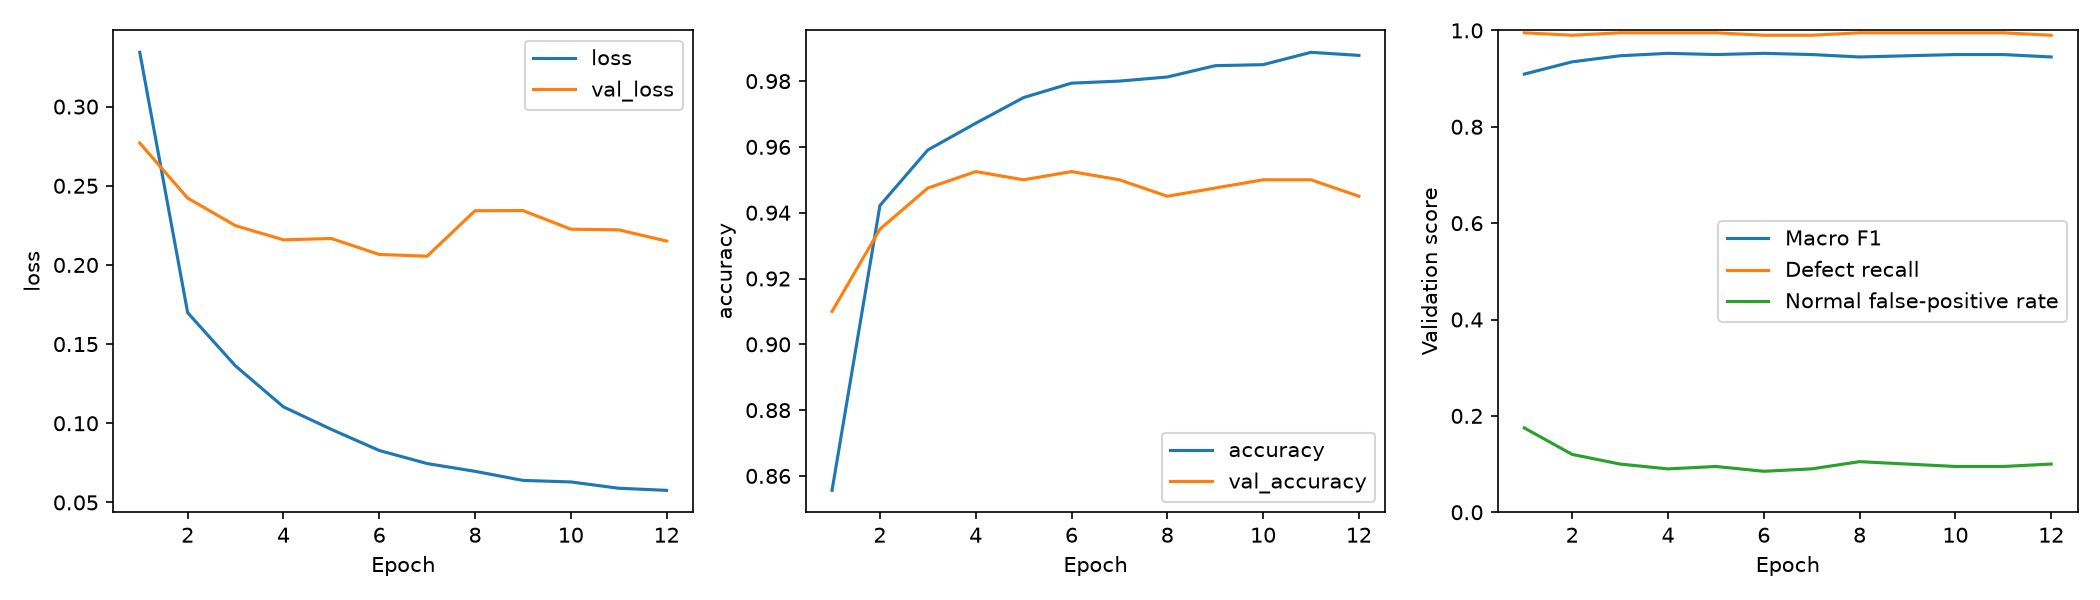 loss
val_loss
0.30
0.25
0.20
0.15
0.10
0.05
loss
2 4 6 8 10 12
Epoch
0.98
0.96
0.94
0.92
0.90
0.88
0.86
accuracy
accuracy
val_accuracy
2 4 6 8 10 12
Epoch
1.0
0.8
0.6
0.4
0.2
0.0
Validation score
Macro F1
Defect recall
Normal false-positive rate
2 4 6 8 10 12
Epoch